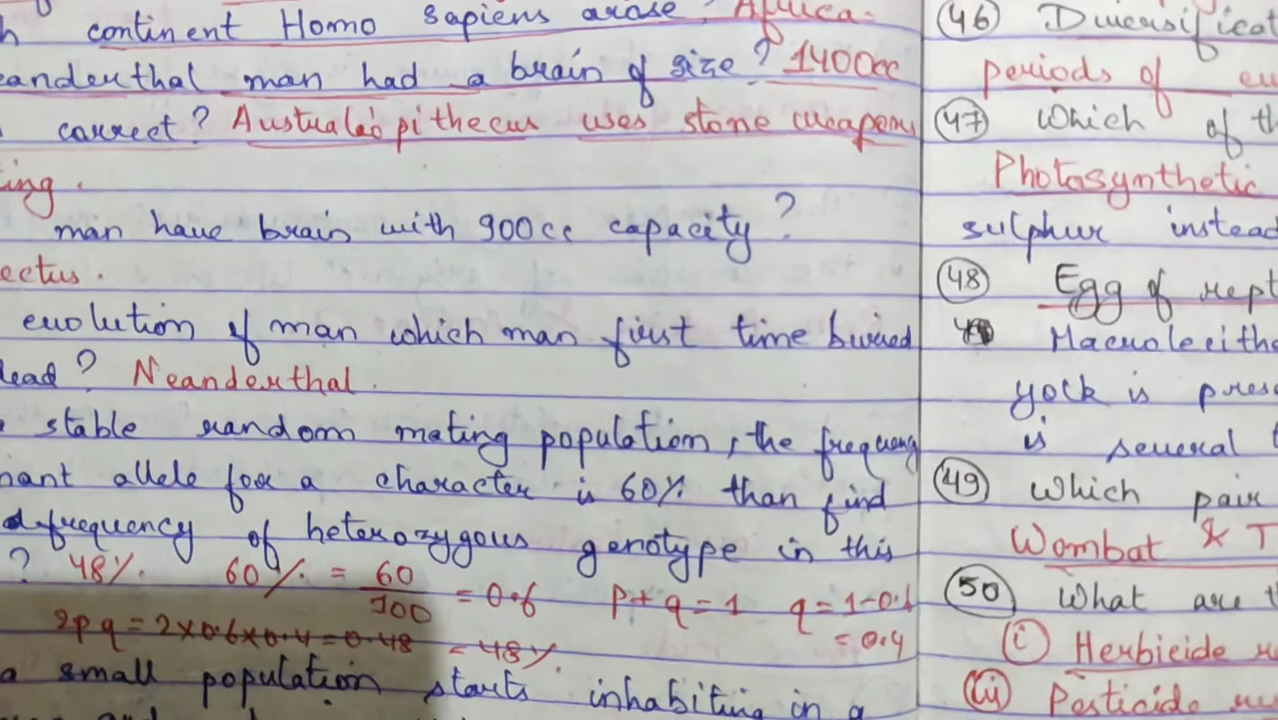 continent Homo sapiens arose. Africa.
eanderthal man had a brain of size? 1400cc
correct? Australopithecus uses stone weapons
ing.
man have brain with 900cc capacity?
ectus.
evolution of man which man first time buried
dead? Neanderthal.
stable random mating population, the frequency
nant allele for a character is 60% than find
frequency of heterozygous genotype in this
? 48%. 60% = 60/100 = 0.6 P+q=1 q=1-0.6
2pq = 2×0.6×0.4=0.48 = 48%. = 0.4
a small population starts inhabiting in a
(46) Diversificat
periods of ev
(47) Which of th
Photosynthetic
sulphur instead
(48) Egg of rept
Macrolecithe
yolk is pres
is several
(49) Which pair
Wombat & T
(50) What are t
(i) Herbicide r
(ii) Pesticide